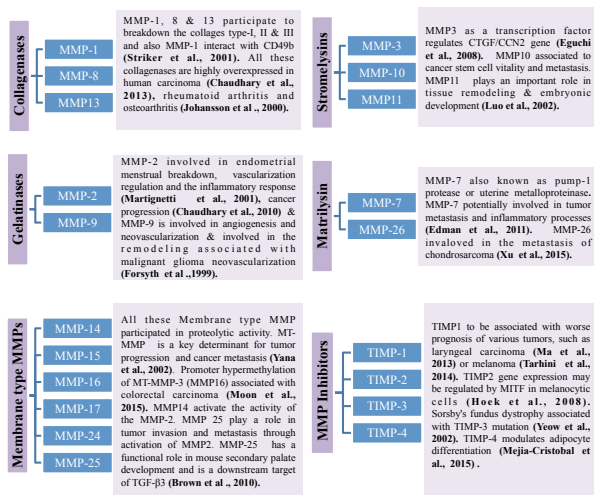 Collagenases
MMP-1
MMP-8
MMP13
MMP-1, 8 & 13 participate to
breakdown the collages type-I, II & III
and also MMP-1 interact with CD49b
(Striker et al., 2001). All these
collagenases are highly overexpressed in
human carcinoma (Chaudhary et al.,
2013), rheumatoid arthritis and
osteoarthritis (Johansson et al ., 2000).
Stromelysins
MMP-3
MMP-10
MMP11
MMP3 as a transcription factor
regulates CTGF/CCN2 gene (Eguchi
et al., 2008). MMP10 associated to
cancer stem cell vitality and metastasis.
MMP11 plays an important role in
tissue remodeling & embryonic
development (Luo et al., 2002).
Gelatinases
MMP-2
MMP-9
MMP-2 involved in endometrial
menstrual breakdown, vascularization
regulation and the inflammatory response
(Martignetti et al., 2001), cancer
progression (Chaudhary et al., 2010) &
MMP-9 is involved in angiogenesis and
neovascularization & involved in the
remodeling associated with
malignant glioma neovascularization
(Forsyth et al .,1999).
Matrilysin
MMP-7
MMP-26
MMP-7 also known as pump-1
protease or uterine metalloproteinase.
MMP-7 potentially involved in tumor
metastasis and inflammatory processes
(Edman et al., 2011). MMP-26
invaloved in the metastasis of
chondrosarcoma (Xu et al., 2015).
Membrane type MMPs
MMP-14
MMP-15
MMP-16
MMP-17
MMP-24
MMP-25
All these Membrane type MMP
participated in proteolytic activity. MT-
MMP is a key determinant for tumor
progression and cancer metastasis (Yana
et al., 2002). Promoter hypermethylation
of MT-MMP-3 (MMP16) associated with
colorectal carcinoma (Moon et al.,
2015). MMP14 activate the activity of
the MMP-2. MMP 25 play a role in
tumor invasion and metastasis through
activation of MMP2. MMP-25 has a
functional role in mouse secondary palate
development and is a downstream target
of TGF-β3 (Brown et al ., 2010).
MMP Inhibitors
TIMP-1
TIMP-2
TIMP-3
TIMP-4
TIMP1 to be associated with worse
prognosis of various tumors, such as
laryngeal carcinoma (Ma et al.,
2013) or melanoma (Tarhini et al.,
2014). TIMP2 gene expression may
be regulated by MITF in melanocytic
cells (Hoek et al., 2008).
Sorsby's fundus dystrophy associated
with TIMP-3 mutation (Yeow et al.,
2002). TIMP-4 modulates adipocyte
differentiation (Mejia-Cristobal et
al., 2015) .